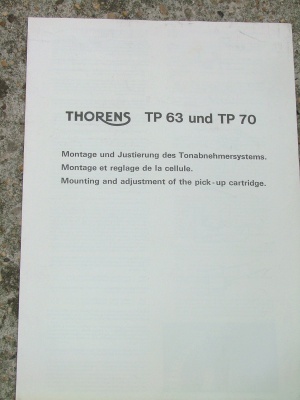 THORENS TP 63 und TP 70
Montage und Justierung des Tonabnehmersystems.
Montage et reglage de la cellule.
Mounting and adjustment of the pick-up cartridge.